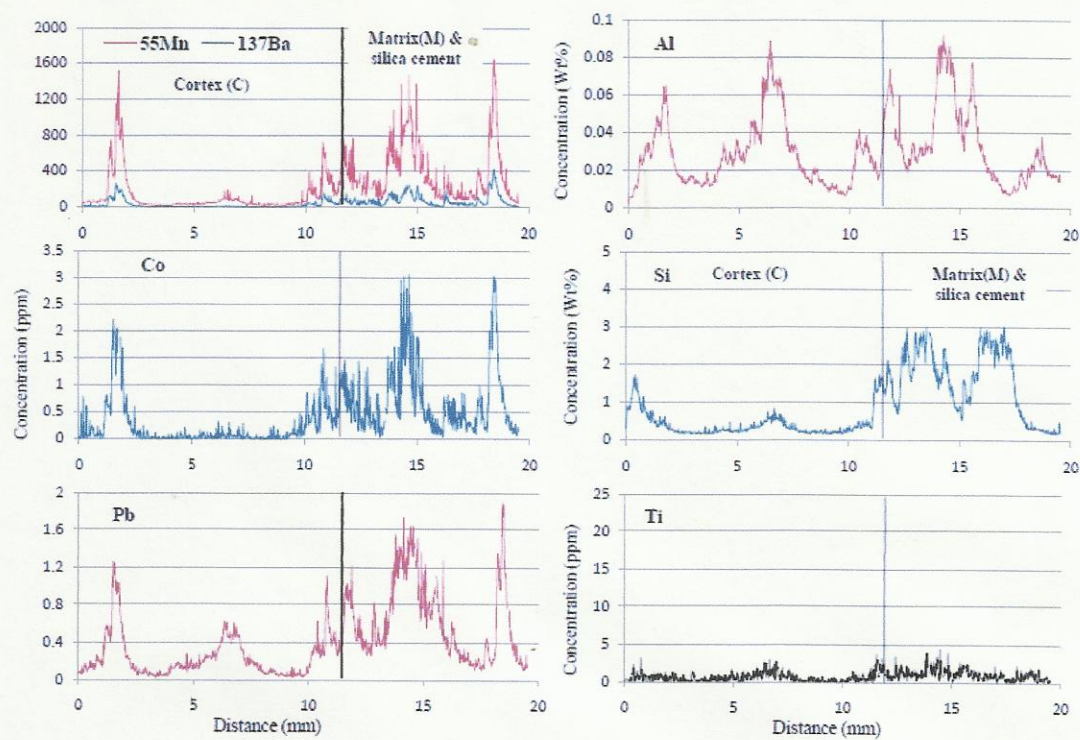 2000
1600
1200
800
400
0
55Mn
137Ba
Cortex (C)
Matrix(M) &
silica cement
0 5 10 15 20
Concentration (ppm)
3.5
3
2.5
2
1.5
1
0.5
0
Co
0 5 10 15 20
2
1.6
1.2
0.8
0.4
0
Pb
0 5 10 15 20
Distance (mm)
Concentration (Wt%)
0.1
0.08
0.06
0.04
0.02
0
Al
0 5 10 15 20
Concentration (Wt%)
5
4
3
2
1
0
Si
Cortex (C)
Matrix(M) &
silica cement
0 5 10 15 20
Concentration (ppm)
25
20
15
10
5
0
Ti
0 5 10 15 20
Distance (mm)